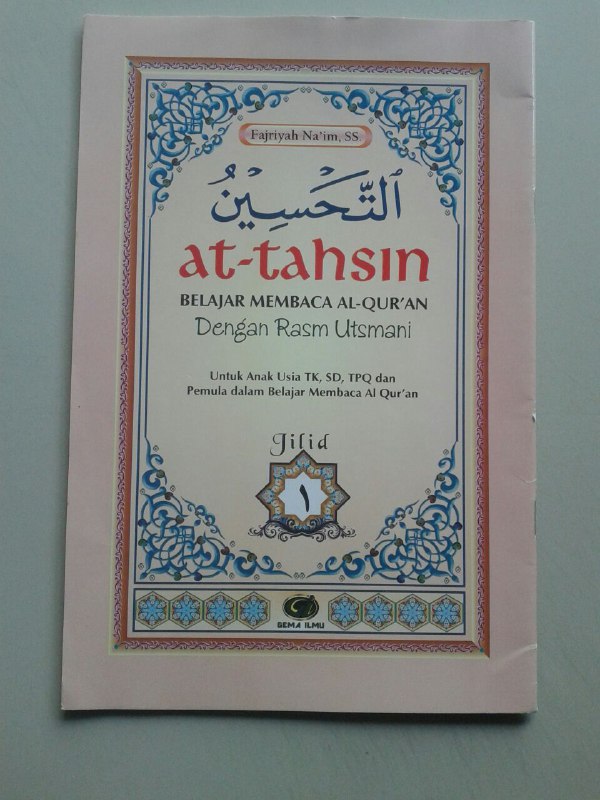 Fajriyah Na'im, SS.
ٱلتَّحْسِيْنُ
at-tahsin
BELAJAR MEMBACA AL-QUR'AN
Dengan Rasm Utsmani
Untuk Anak Usia TK, SD, TPQ dan
Pemula dalam Belajar Membaca Al Qur'an
Jilid
١
GEMA ILMU